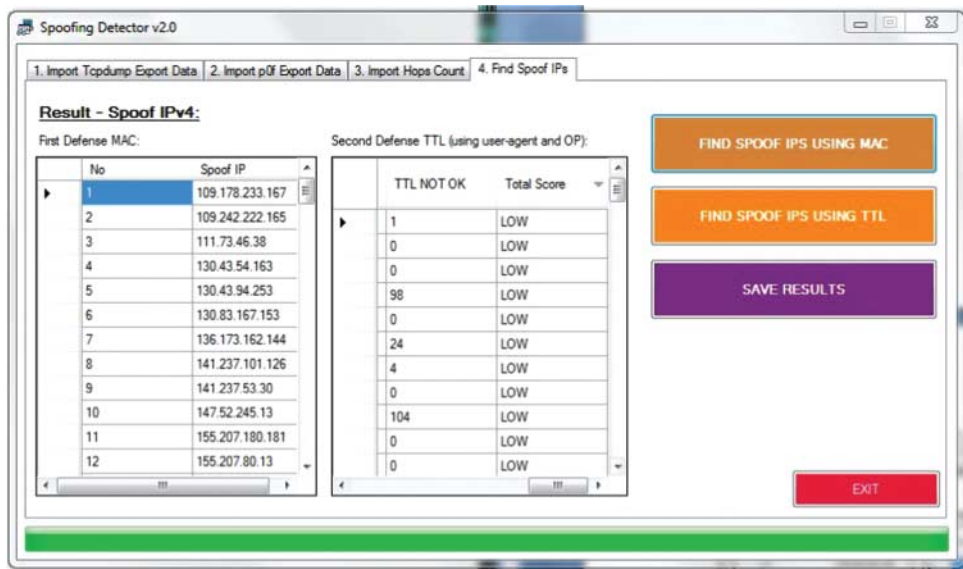 Spoofing Detector v2.0
1. Import Tcpdump Export Data 2. Import p0f Export Data 3. Import Hops Count 4. Find Spoof IPs
Result - Spoof IPv4:
First Defense MAC:
No Spoof IP
1 109.178.233.167
2 109.242.222.165
3 111.73.46.38
4 130.43.54.163
5 130.43.94.253
6 130.83.167.153
7 136.173.162.144
8 141.237.101.126
9 141.237.53.30
10 147.52.245.13
11 155.207.180.181
12 155.207.80.13
Second Defense TTL (using user-agent and OP):
TTL NOT OK Total Score
1 LOW
0 LOW
0 LOW
98 LOW
0 LOW
24 LOW
4 LOW
0 LOW
104 LOW
0 LOW
0 LOW
FIND SPOOF IPS USING MAC
FIND SPOOF IPS USING TTL
SAVE RESULTS
EXIT